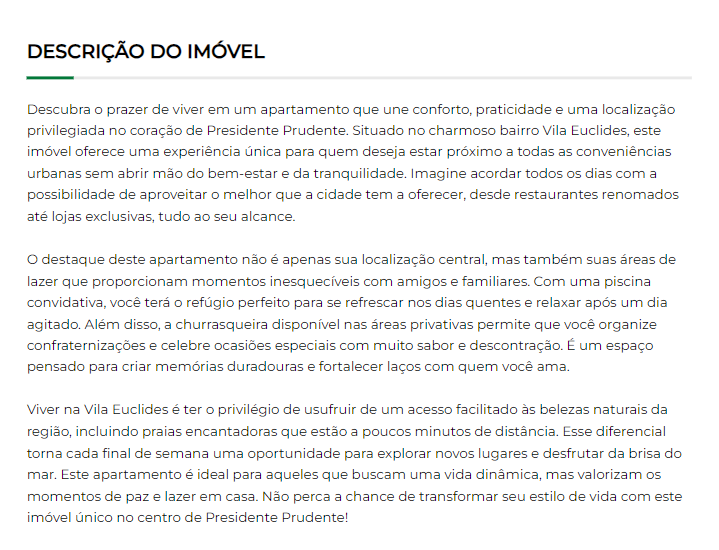 DESCRIÇÃO DO IMÓVEL
Descubra o prazer de viver em um apartamento que une conforto, praticidade e uma localização
privilegiada no coração de Presidente Prudente. Situado no charmoso bairro Vila Euclides, este
imóvel oferece uma experiência única para quem deseja estar próximo a todas as conveniências
urbanas sem abrir mão do bem-estar e da tranquilidade. Imagine acordar todos os dias com a
possibilidade de aproveitar o melhor que a cidade tem a oferecer, desde restaurantes renomados
até lojas exclusivas, tudo ao seu alcance.
O destaque deste apartamento não é apenas sua localização central, mas também suas áreas de
lazer que proporcionam momentos inesquecíveis com amigos e familiares. Com uma piscina
convidativa, você terá o refúgio perfeito para se refrescar nos dias quentes e relaxar após um dia
agitado. Além disso, a churrasqueira disponível nas áreas privativas permite que você organize
confraternizações e celebre ocasiões especiais com muito sabor e descontração. É um espaço
pensado para criar memórias duradouras e fortalecer laços com quem você ama.
Viver na Vila Euclides é ter o privilégio de usufruir de um acesso facilitado às belezas naturais da
região, incluindo praias encantadoras que estão a poucos minutos de distância. Esse diferencial
torna cada final de semana uma oportunidade para explorar novos lugares e desfrutar da brisa do
mar. Este apartamento é ideal para aqueles que buscam uma vida dinâmica, mas valorizam os
momentos de paz e lazer em casa. Não perca a chance de transformar seu estilo de vida com este
imóvel único no centro de Presidente Prudente!